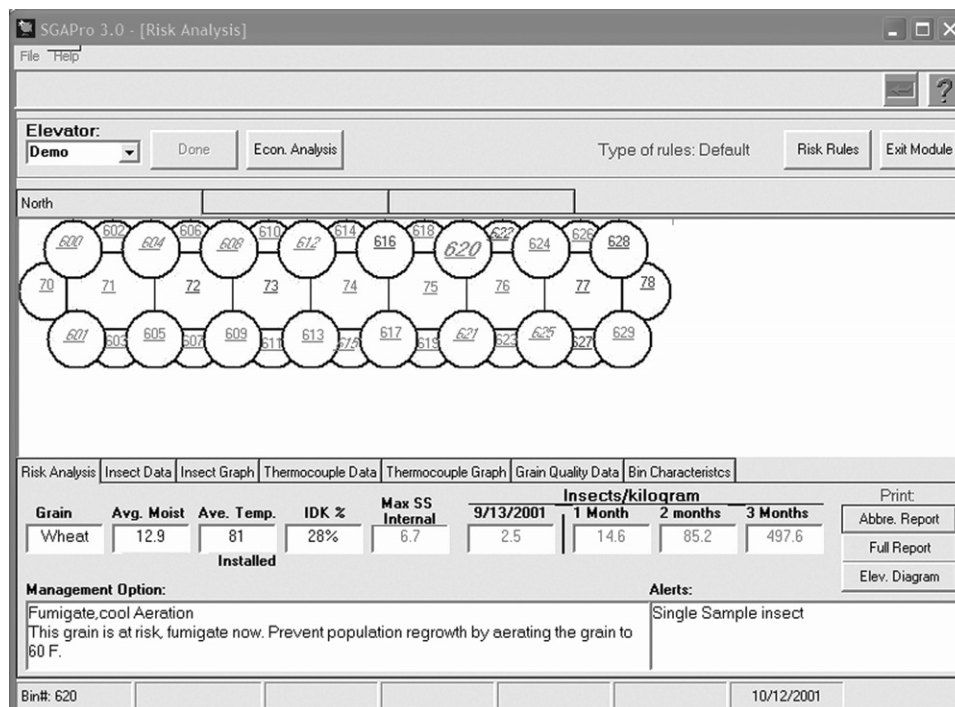 SGAPro 3.0 - [Risk Analysis]
File Help
?
Elevator:
Demo Done Econ. Analysis Type of rules: Default Risk Rules Exit Module
North
600 602 604 606 608 610 612 614 616 618 620 622 624 626 628
70 71 72 73 74 75 76 77 78
601 603 605 607 609 611 613 615 617 619 621 623 625 627 629
Risk Analysis Insect Data Insect Graph Thermocouple Data Thermocouple Graph Grain Quality Data Bin Characteristcs
Insects/kilogram Print:
Grain Avg. Moist Ave. Temp. IDK % Max SS Internal 9/13/2001 1 Month 2 months 3 Months Abbre. Report
Wheat 12.9 81 28% 6.7 2.5 14.6 85.2 497.6
Full Report
Installed
Elev. Diagram
Management Option: Alerts:
Fumigate,cool Aeration Single Sample insect
This grain is at risk, fumigate now. Prevent population regrowth by aerating the grain to
60 F.
Bin#: 620 10/12/2001